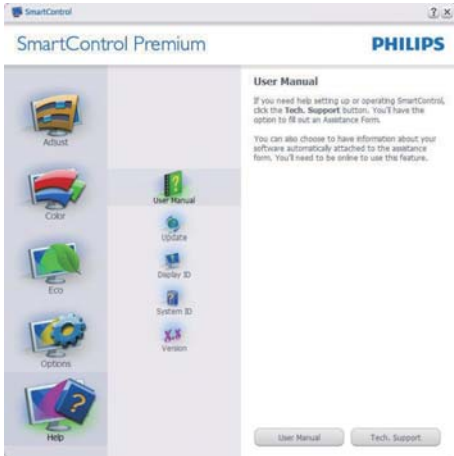 SmartControl
SmartControl Premium
PHILIPS
Adjust
Color
Eco
Options
Help
User Manual
Update
Display ID
System ID
X.X
Version
User Manual
If you need help setting up or operating SmartControl,
click the Tech. Support button. You'll have the
option to fill out an Assistance Form.
You can also choose to have information about your
software automatically attached to the assistance
form. You'll need to be online to use this feature.
User Manual
Tech. Support